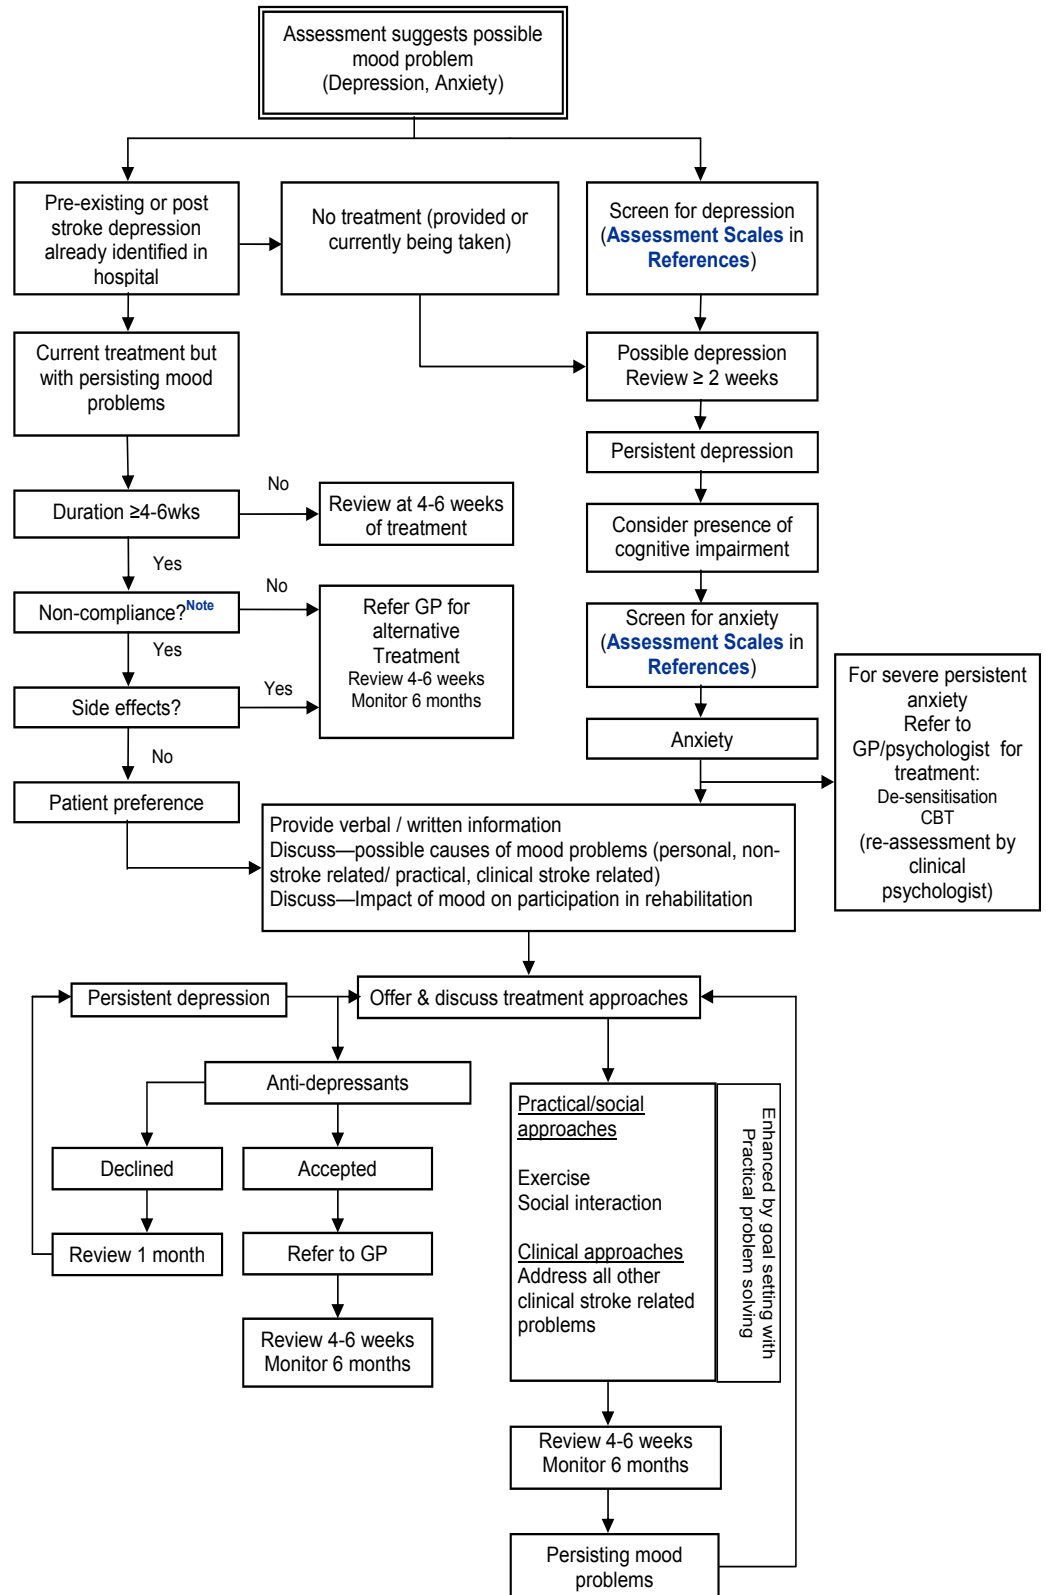 Assessment suggests possible
mood problem
(Depression, Anxiety)
Pre-existing or post
stroke depression
already identified in
hospital
No treatment (provided or
currently being taken)
Screen for depression
(Assessment Scales in
References)
Current treatment but
with persisting mood
problems
Possible depression
Review ≥ 2 weeks
Persistent depression
Duration ≥4-6wks
No
Review at 4-6 weeks
of treatment
Consider presence of
cognitive impairment
Yes
Non-compliance?Note
No
Refer GP for
alternative
Treatment
Review 4-6 weeks
Monitor 6 months
Screen for anxiety
(Assessment Scales in
References)
Yes
Side effects?
Yes
Anxiety
For severe persistent
anxiety
Refer to
GP/psychologist for
treatment:
De-sensitisation
CBT
(re-assessment by
clinical
psychologist)
No
Patient preference
Provide verbal / written information
Discuss—possible causes of mood problems (personal, non-
stroke related/ practical, clinical stroke related)
Discuss—Impact of mood on participation in rehabilitation
Persistent depression
Offer & discuss treatment approaches
Anti-depressants
Declined
Accepted
Review 1 month
Refer to GP
Review 4-6 weeks
Monitor 6 months
Practical/social
approaches
Exercise
Social interaction
Clinical approaches
Address all other
clinical stroke related
problems
Enhanced by goal setting with
Practical problem solving
Review 4-6 weeks
Monitor 6 months
Persisting mood
problems